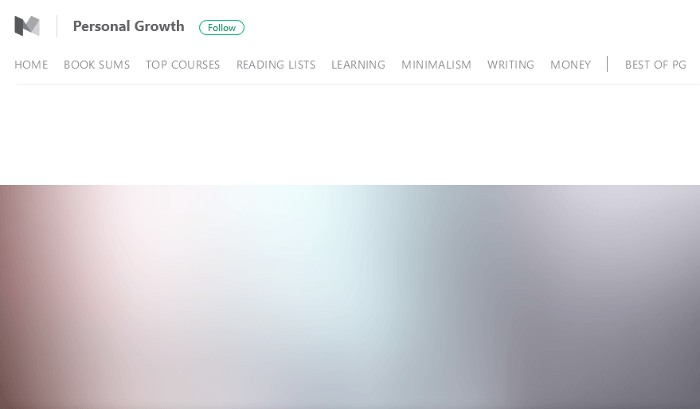 Personal Growth Follow
HOME BOOK SUMS TOP COURSES READING LISTS LEARNING MINIMALISM WRITING MONEY BEST OF PG